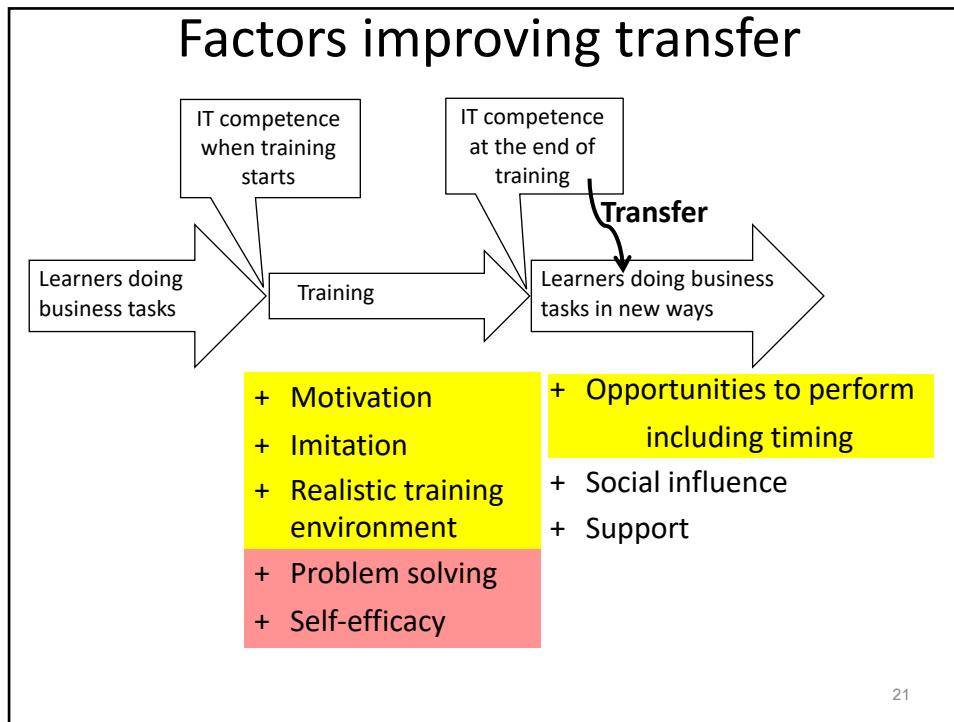 Factors improving transfer
IT competence
when training
starts
IT competence
at the end of
training
Transfer
Learners doing
business tasks
Training
Learners doing business
tasks in new ways
+ Motivation
+ Imitation
+ Realistic training
environment
+ Problem solving
+ Self-efficacy
+ Opportunities to perform
including timing
+ Social influence
+ Support
21